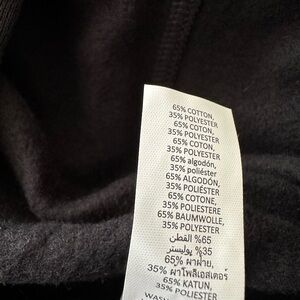 65% COTTON,
35% POLYESTER
65% COTON,
35% POLYESTER
65% COTON,
35% POLYESTER
65% algodón,
35% poliéster
65% ALGODÓN,
35% POLIÉSTER
65% COTONE,
35% POLIESTERE
65% BAUMWOLLE,
35% POLYESTER
65% القطن
35% بوليستر
65% ผ้าฝ้าย,
35% ผ้าโพลีเอสเตอร์
65% KATUN,
35% POLIESTER